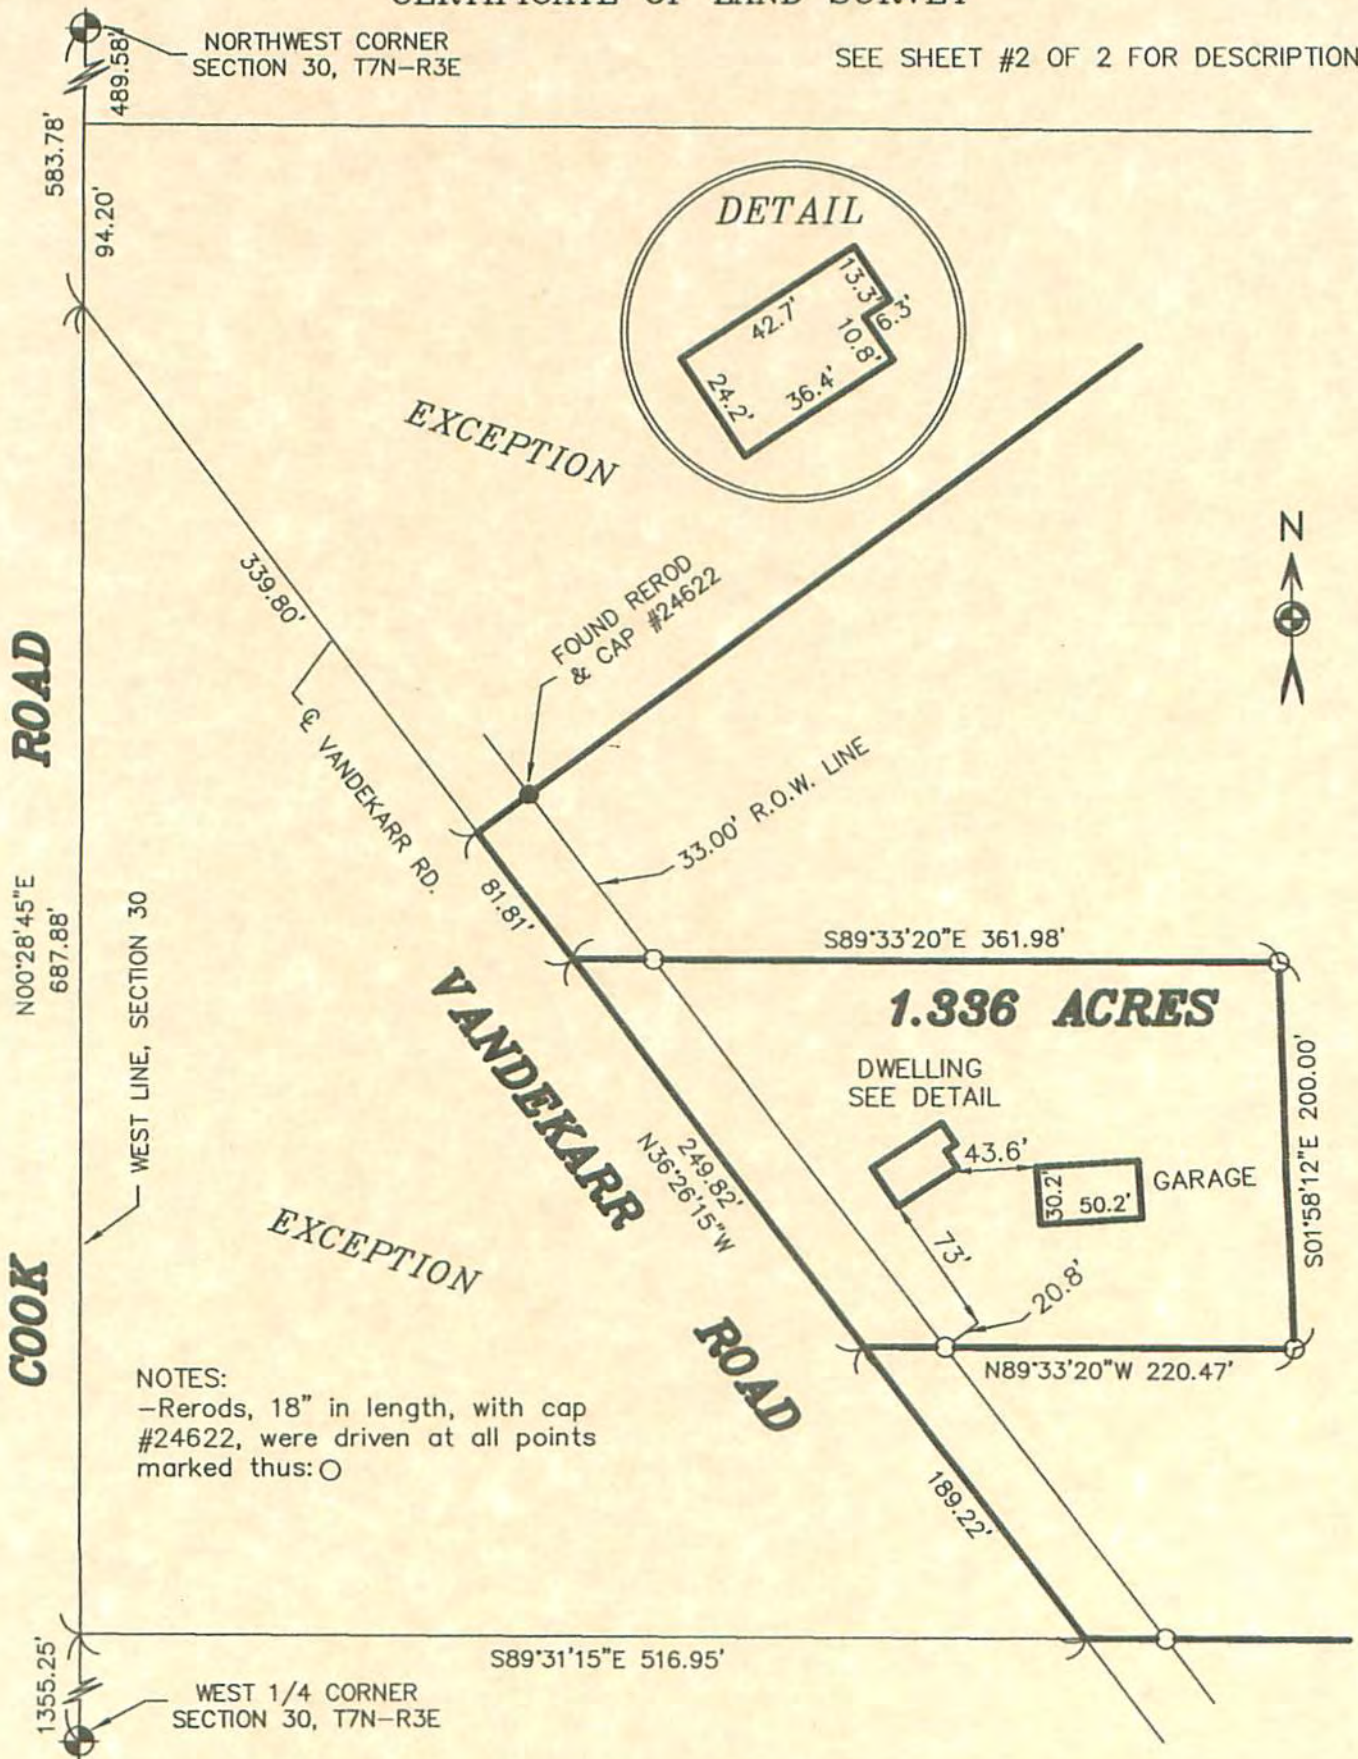 CERTIFICATE OF LAND SURVEY
NORTHWEST CORNER
SECTION 30, T7N-R3E
SEE SHEET #2 OF 2 FOR DESCRIPTION
489.58'
583.78'
94.20'
DETAIL
13.3'
6.3'
42.7'
10.8'
24.2'
36.4'
EXCEPTION
N
339.80'
FOUND REROD
& CAP #24622
℄ VANDEKARR RD.
33.00' R.O.W. LINE
81.81'
COOK ROAD
N00°28'45"E
687.88'
WEST LINE, SECTION 30
S89°33'20"E 361.98'
1.336 ACRES
DWELLING
SEE DETAIL
43.6'
30.2'
50.2'
GARAGE
S01°58'12"E 200.00'
VANDEKARR ROAD
249.82'
N36°26'15"W
73'
20.8'
EXCEPTION
N89°33'20"W 220.47'
NOTES:
-Rerods, 18" in length, with cap
#24622, were driven at all points
marked thus: O
189.22'
S89°31'15"E 516.95'
1355.25'
WEST 1/4 CORNER
SECTION 30, T7N-R3E